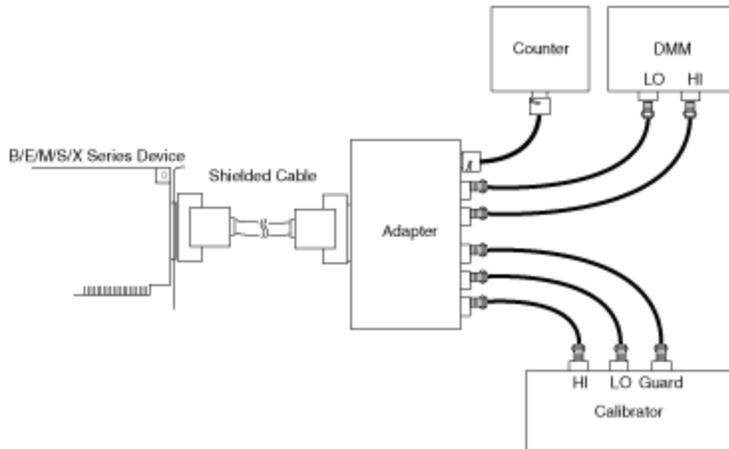 Counter
DMM
LO HI
B/E/M/S/X Series Device
Shielded Cable
Adapter
HI LO Guard
Calibrator